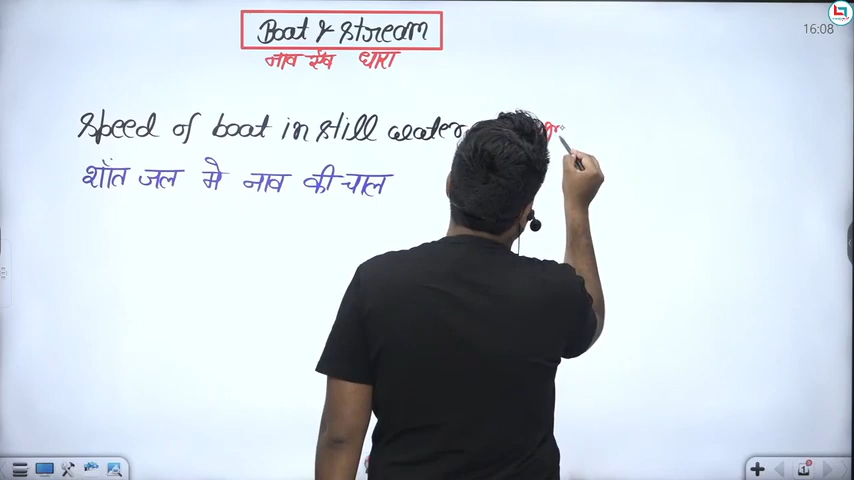 Boat & Stream
नाव एंव धारा
Speed of boat in still water
शाँत जल मे नाव की चाल
16:08